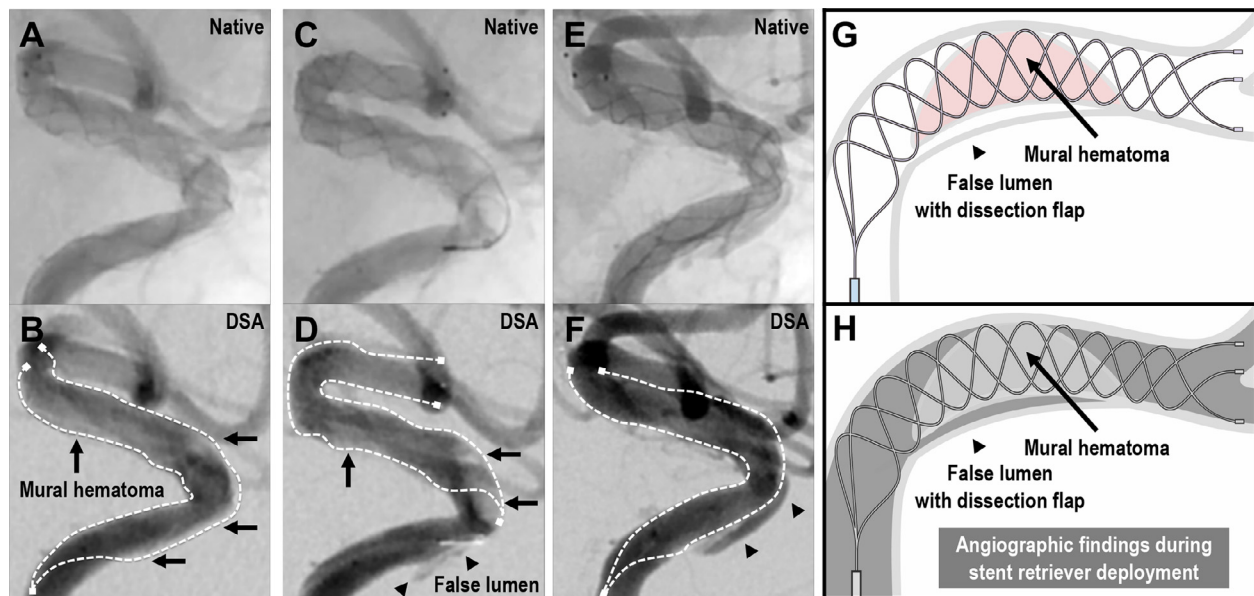 A
Native
C
Native
E
Native
B
DSA
Mural hematoma
D
DSA
False lumen
F
DSA
G
Mural hematoma
False lumen
with dissection flap
H
Mural hematoma
False lumen
with dissection flap
Angiographic findings during
stent retriever deployment